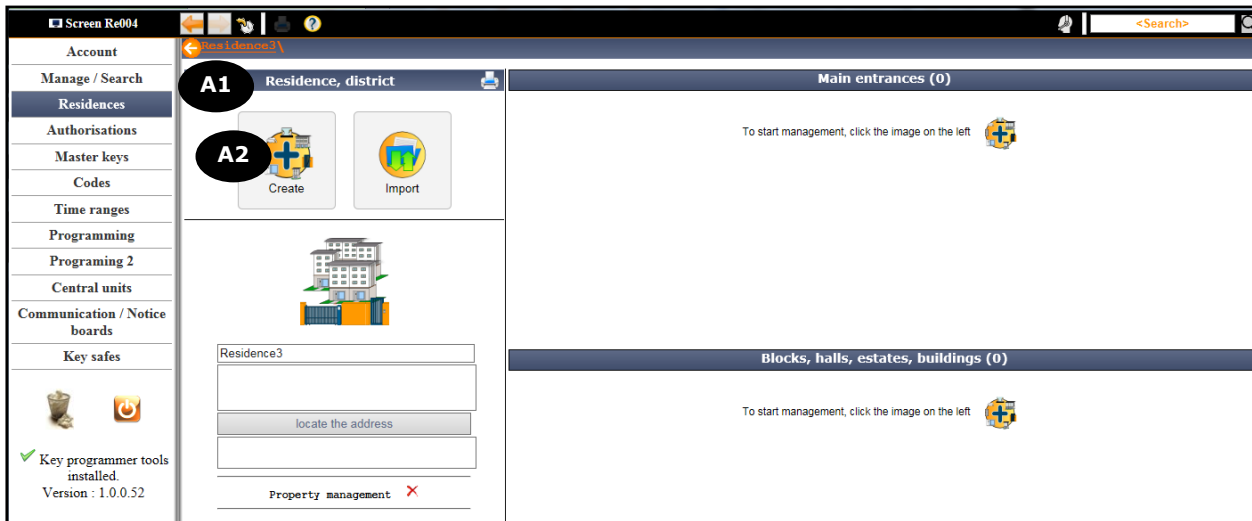 Screen Re004
<Search>
Account
Manage / Search
Residences
Authorisations
Master keys
Codes
Time ranges
Programming
Programing 2
Central units
Communication / Notice
boards
Key safes
Key programmer tools
installed.
Version : 1.0.0.52
Residence3\
A1
Residence, district
A2
Create
Import
Residence3
locate the address
Property management
Main entrances (0)
To start management, click the image on the left
Blocks, halls, estates, buildings (0)
To start management, click the image on the left